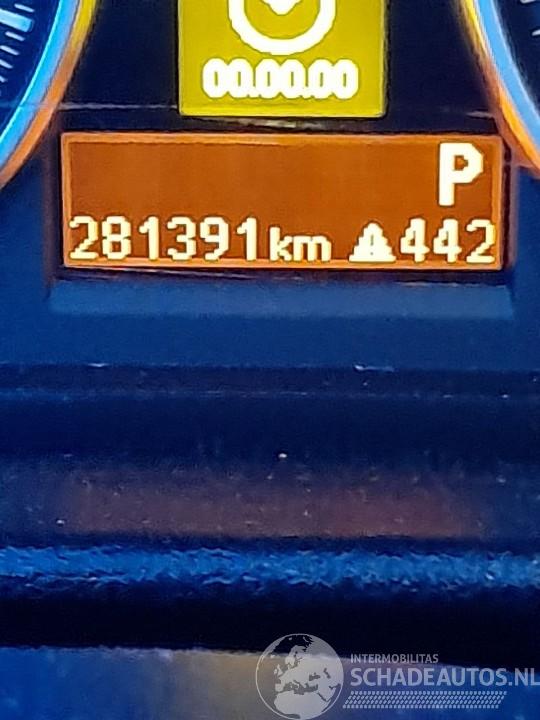 00.00.00
P
281391km 442
INTERMOBILITAS
SCHADEAUTOS.NL